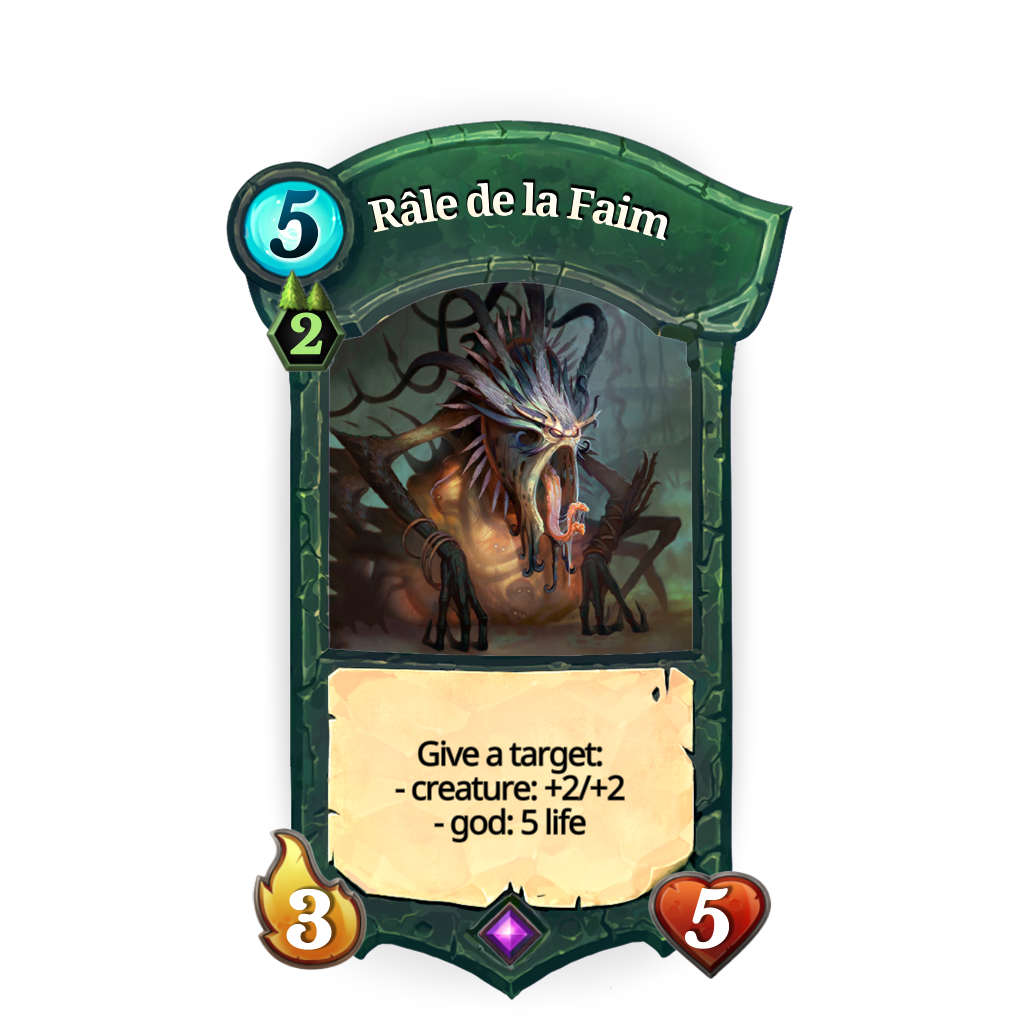 5
Râle de la Faim
2
Give a target:
- creature: +2/+2
- god: 5 life
3
5